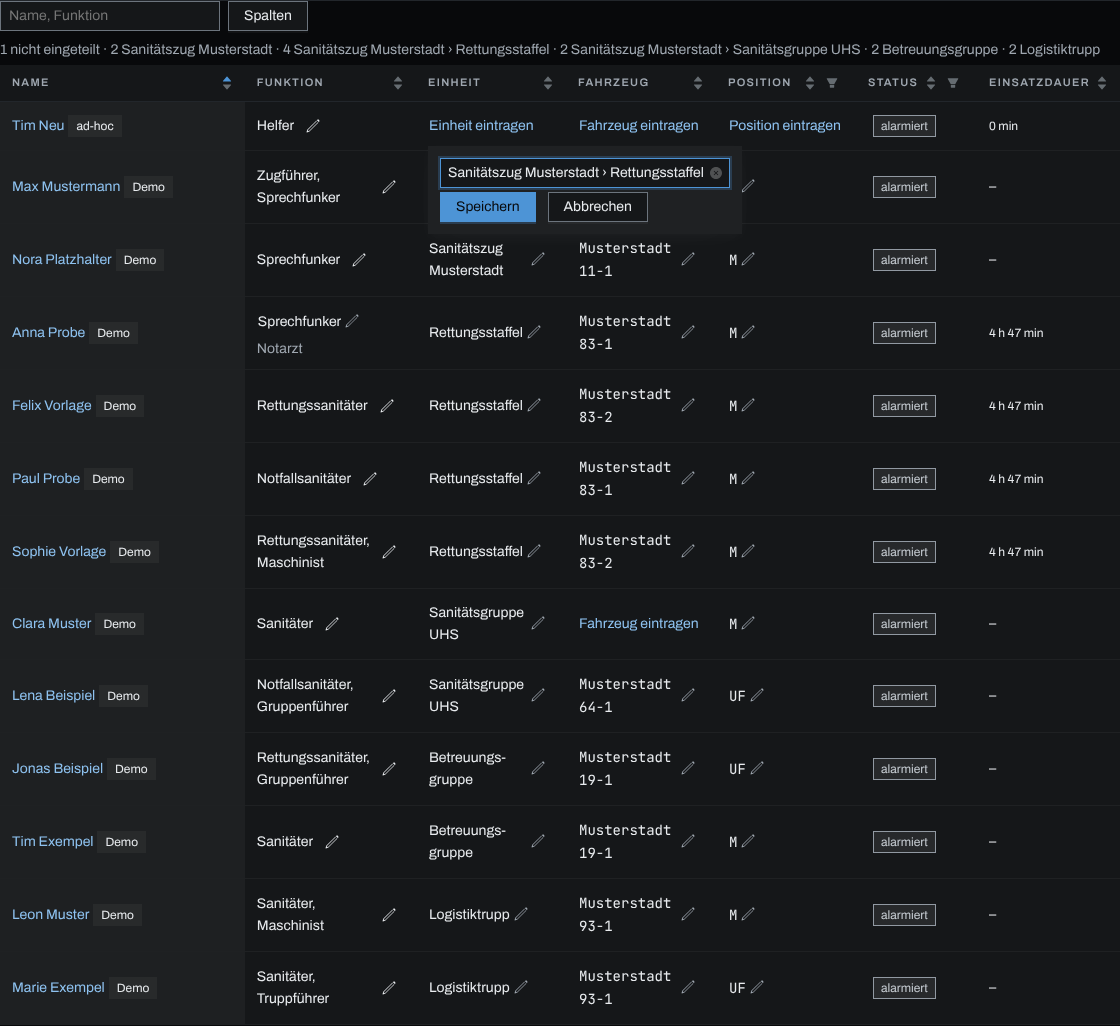 Name, Funktion
Spalten
1 nicht eingeteilt · 2 Sanitätszug Musterstadt · 4 Sanitätszug Musterstadt › Rettungsstaffel · 2 Sanitätszug Musterstadt › Sanitätsgruppe UHS · 2 Betreuungsgruppe · 2 Logistiktrupp
NAME FUNKTION EINHEIT FAHRZEUG POSITION STATUS EINSATZDAUER
Tim Neu ad-hoc Helfer Einheit eintragen Fahrzeug eintragen Position eintragen alarmiert 0 min
Sanitätszug Musterstadt › Rettungsstaffel
Speichern Abbrechen
Max Mustermann Demo Zugführer,
Sprechfunker alarmiert –
Nora Platzhalter Demo Sprechfunker Sanitätszug
Musterstadt Musterstadt
11-1 M alarmiert –
Anna Probe Demo Sprechfunker
Notarzt Rettungsstaffel Musterstadt
83-1 M alarmiert 4 h 47 min
Felix Vorlage Demo Rettungssanitäter Rettungsstaffel Musterstadt
83-2 M alarmiert 4 h 47 min
Paul Probe Demo Notfallsanitäter Rettungsstaffel Musterstadt
83-1 M alarmiert 4 h 47 min
Sophie Vorlage Demo Rettungssanitäter,
Maschinist Rettungsstaffel Musterstadt
83-2 M alarmiert 4 h 47 min
Clara Muster Demo Sanitäter Sanitätsgruppe
UHS Fahrzeug eintragen M alarmiert –
Lena Beispiel Demo Notfallsanitäter,
Gruppenführer Sanitätsgruppe
UHS Musterstadt
64-1 UF alarmiert –
Jonas Beispiel Demo Rettungssanitäter,
Gruppenführer Betreuungs-
gruppe Musterstadt
19-1 UF alarmiert –
Tim Exempel Demo Sanitäter Betreuungs-
gruppe Musterstadt
19-1 M alarmiert –
Leon Muster Demo Sanitäter,
Maschinist Logistiktrupp Musterstadt
93-1 M alarmiert –
Marie Exempel Demo Sanitäter,
Truppführer Logistiktrupp Musterstadt
93-1 UF alarmiert –